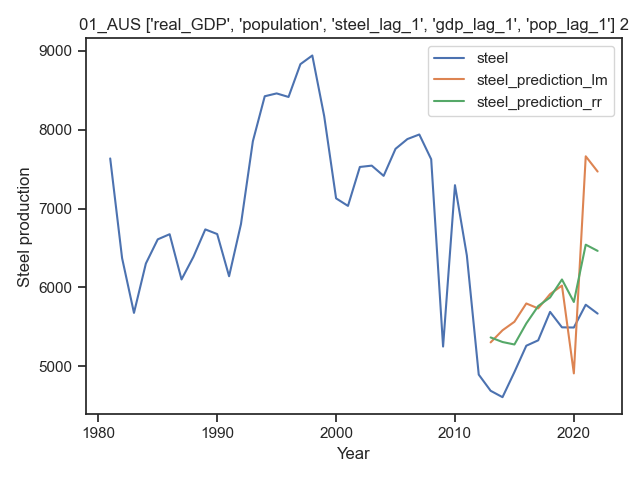 01_AUS ['real_GDP', 'population', 'steel_lag_1', 'gdp_lag_1', 'pop_lag_1'] 2
steel
steel_prediction_lm
steel_prediction_rr
9000
8000
7000
6000
5000
Steel production
1980
1990
2000
2010
2020
Year